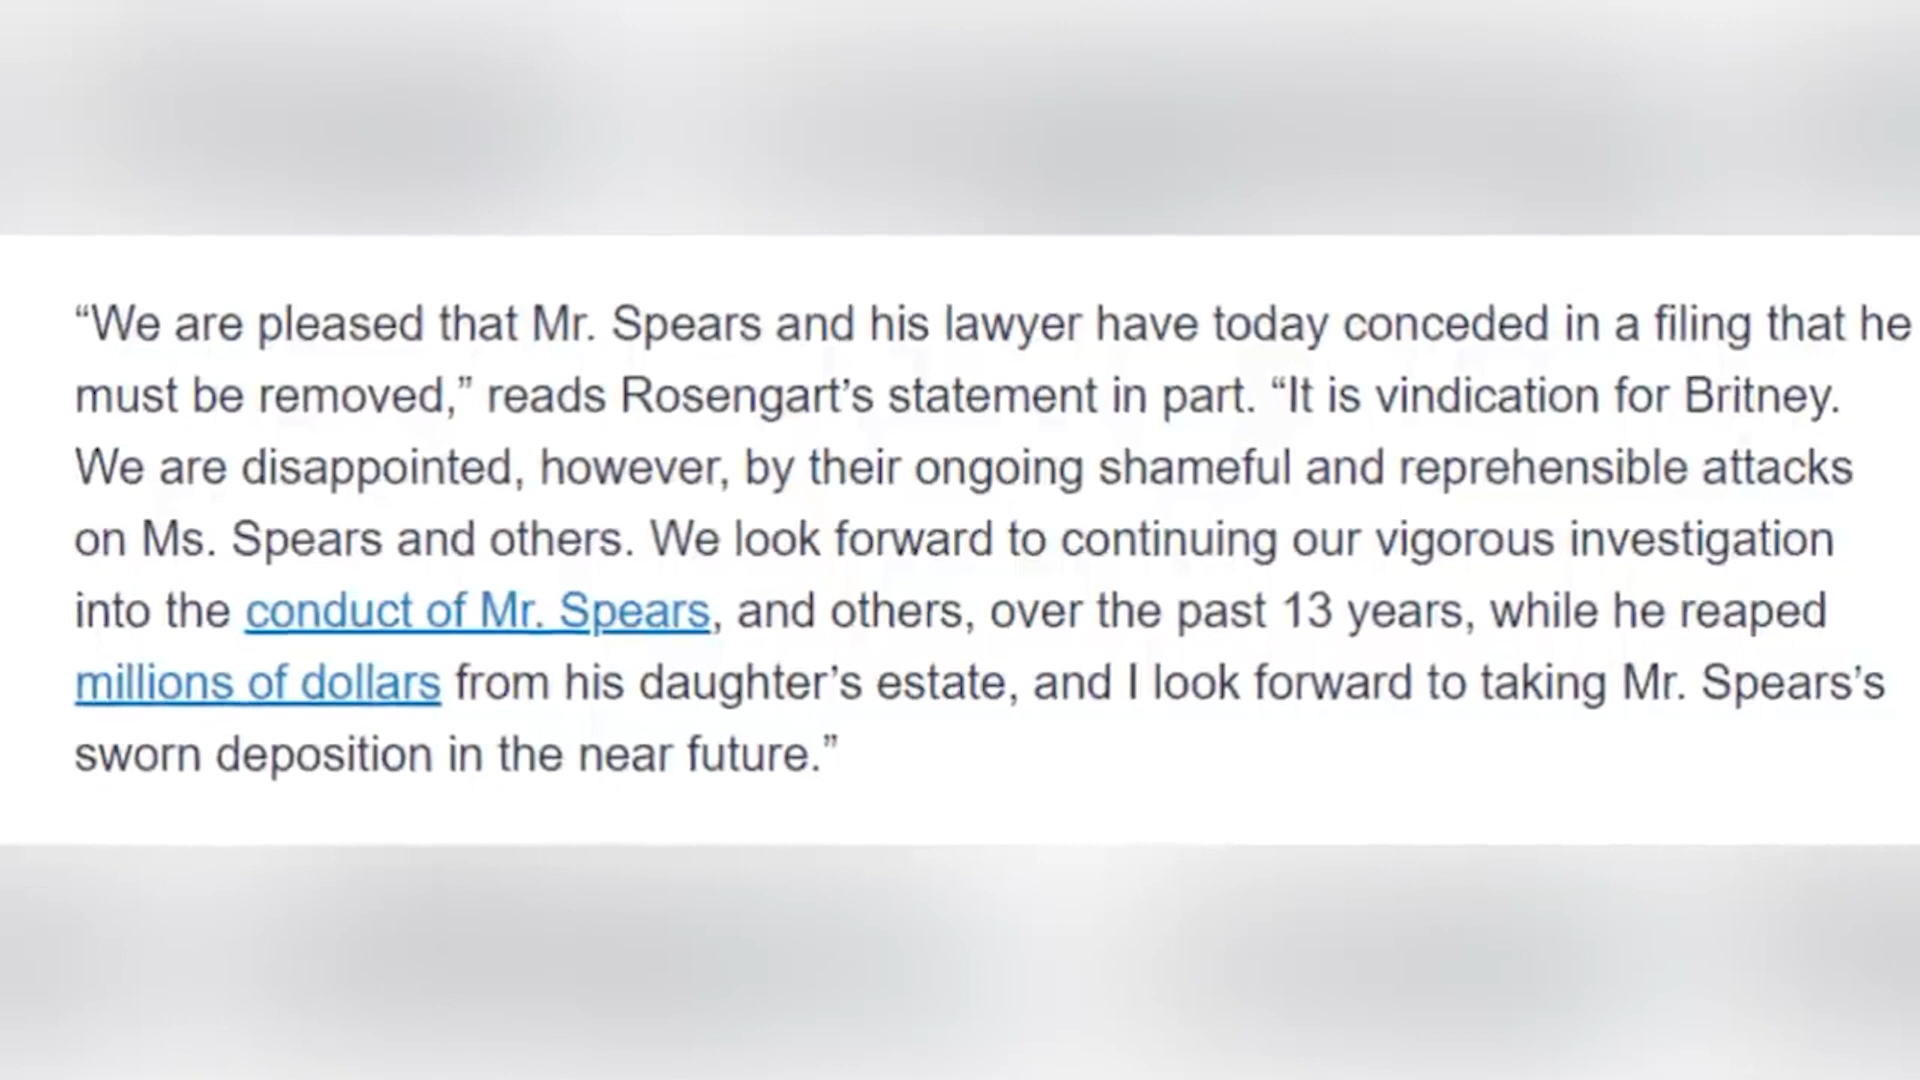 “We are pleased that Mr. Spears and his lawyer have today conceded in a filing that he
must be removed,” reads Rosengart’s statement in part. “It is vindication for Britney.
We are disappointed, however, by their ongoing shameful and reprehensible attacks
on Ms. Spears and others. We look forward to continuing our vigorous investigation
into the conduct of Mr. Spears, and others, over the past 13 years, while he reaped
millions of dollars from his daughter’s estate, and I look forward to taking Mr. Spears’s
sworn deposition in the near future.”